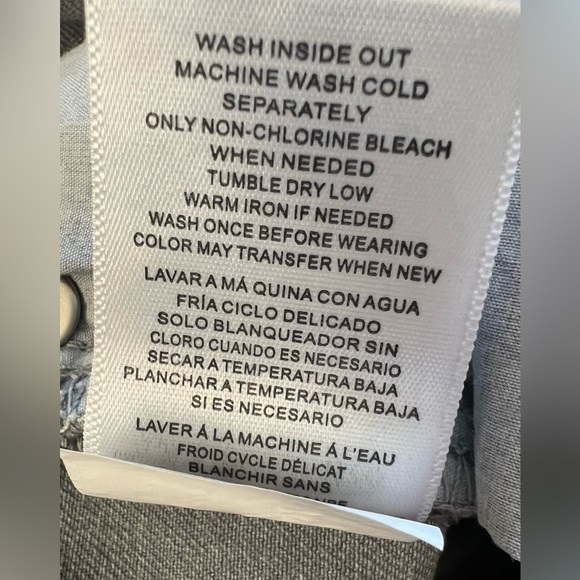 WASH INSIDE OUT
MACHINE WASH COLD
SEPARATELY
ONLY NON-CHLORINE BLEACH
WHEN NEEDED
TUMBLE DRY LOW
WARM IRON IF NEEDED
WASH ONCE BEFORE WEARING
COLOR MAY TRANSFER WHEN NEW
LAVAR A MÁ QUINA CON AGUA
FRÍA CICLO DELICADO
SOLO BLANQUEADOR SIN
CLORO CUANDO ES NECESARIO
SECAR A TEMPERATURA BAJA
PLANCHAR A TEMPERATURA BAJA
SI ES NECESARIO
LAVER Á LA MACHINE Á L'EAU
FROID CVCLE DÉLICAT
BLANCHIR SANS